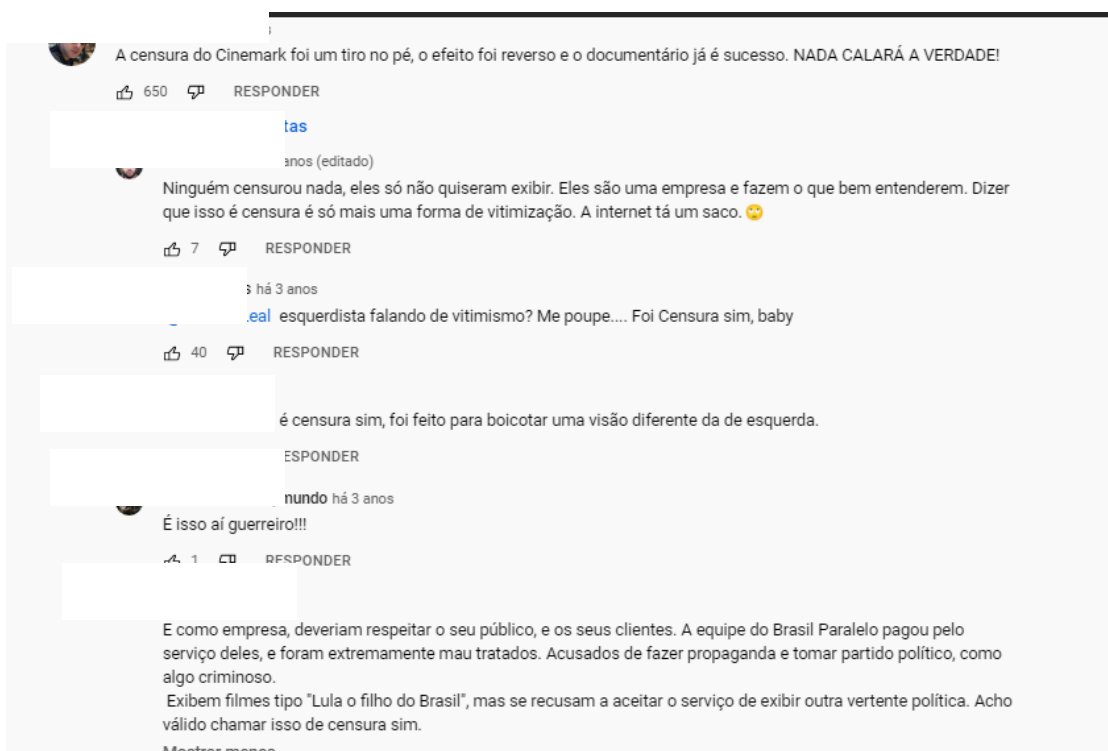 A censura do Cinemark foi um tiro no pé, o efeito foi reverso e o documentário já é sucesso. NADA CALARÁ A VERDADE!
650 RESPONDER
tas
anos (editado)
Ninguém censurou nada, eles só não quiseram exibir. Eles são uma empresa e fazem o que bem entenderem. Dizer
que isso é censura é só mais uma forma de vitimização. A internet tá um saco. 🙄
7 RESPONDER
s há 3 anos
eal esquerdista falando de vitimismo? Me poupe.... Foi Censura sim, baby
40 RESPONDER
é censura sim, foi feito para boicotar uma visão diferente da de esquerda.
ESPONDER
mundo há 3 anos
É isso aí guerreiro!!!
1 RESPONDER
E como empresa, deveriam respeitar o seu público, e os seus clientes. A equipe do Brasil Paralelo pagou pelo
serviço deles, e foram extremamente mau tratados. Acusados de fazer propaganda e tomar partido político, como
algo criminoso.
Exibem filmes tipo "Lula o filho do Brasil", mas se recusam a aceitar o serviço de exibir outra vertente política. Acho
válido chamar isso de censura sim.
Mostrar menos